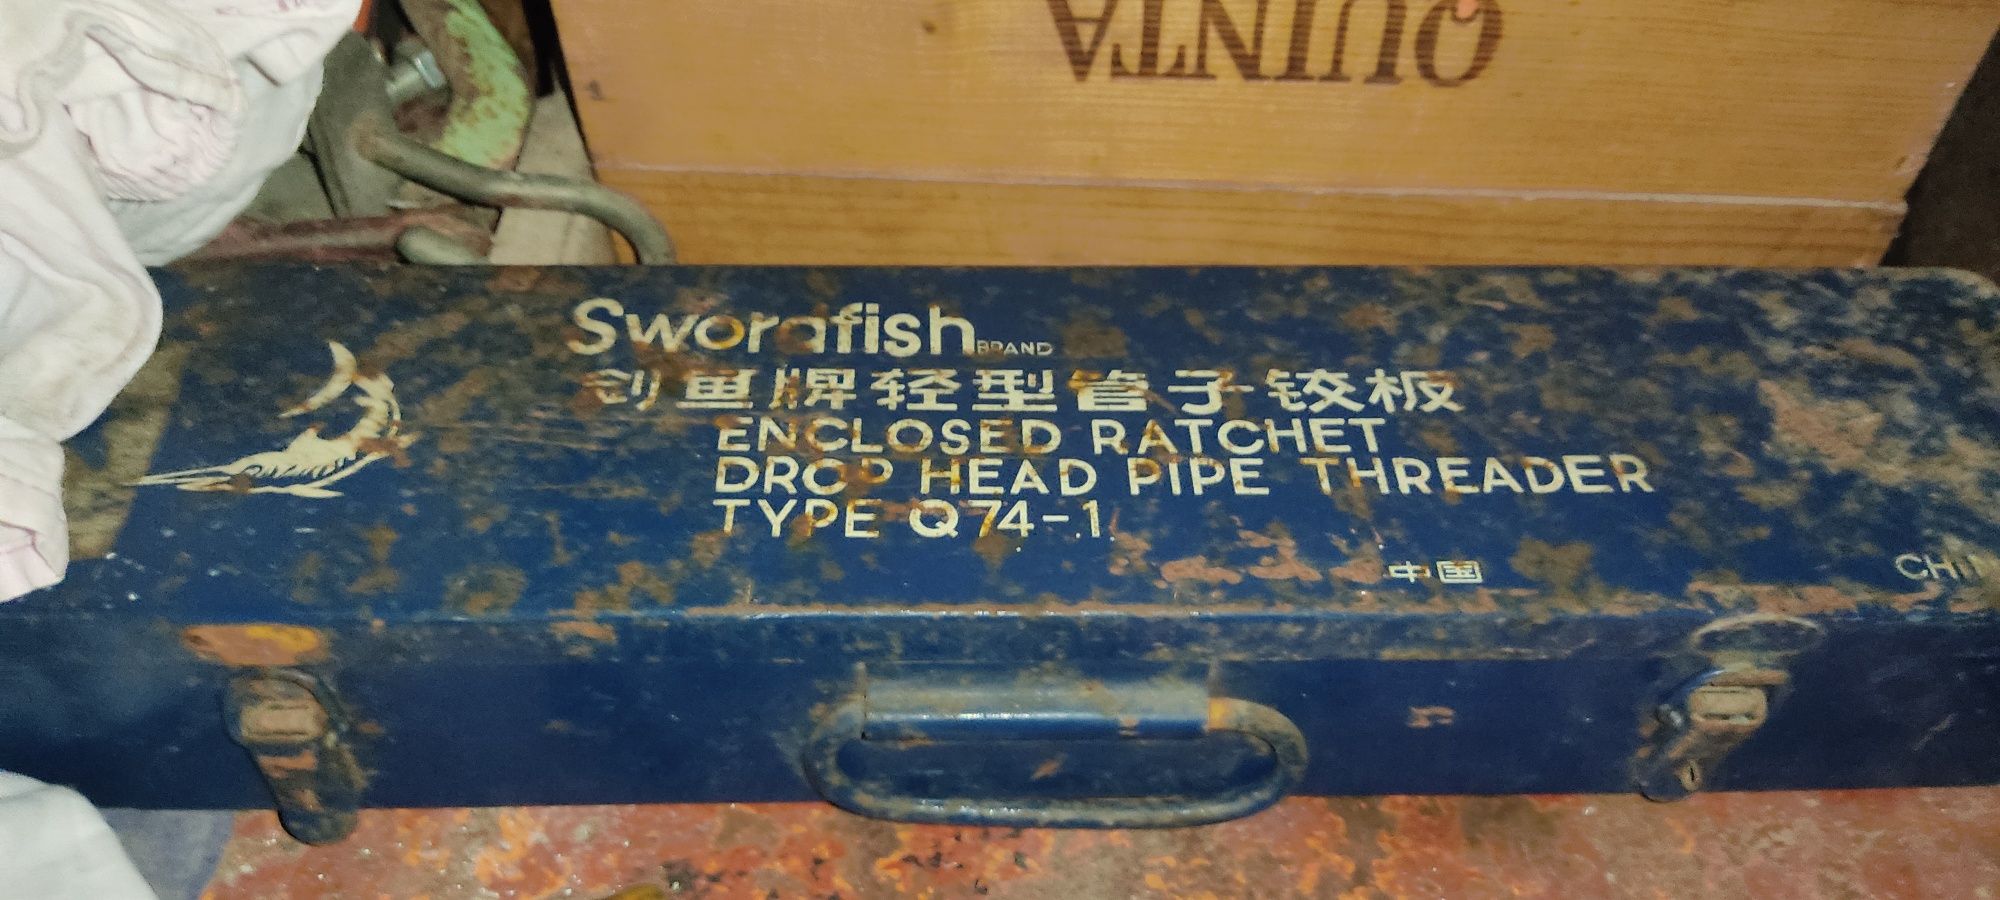 QUINTA
Swordfish BRAND
剑鱼牌轻型管子铰板
ENCLOSED RATCHET
DROP HEAD PIPE THREADER
TYPE Q74-1
中国
CHIN